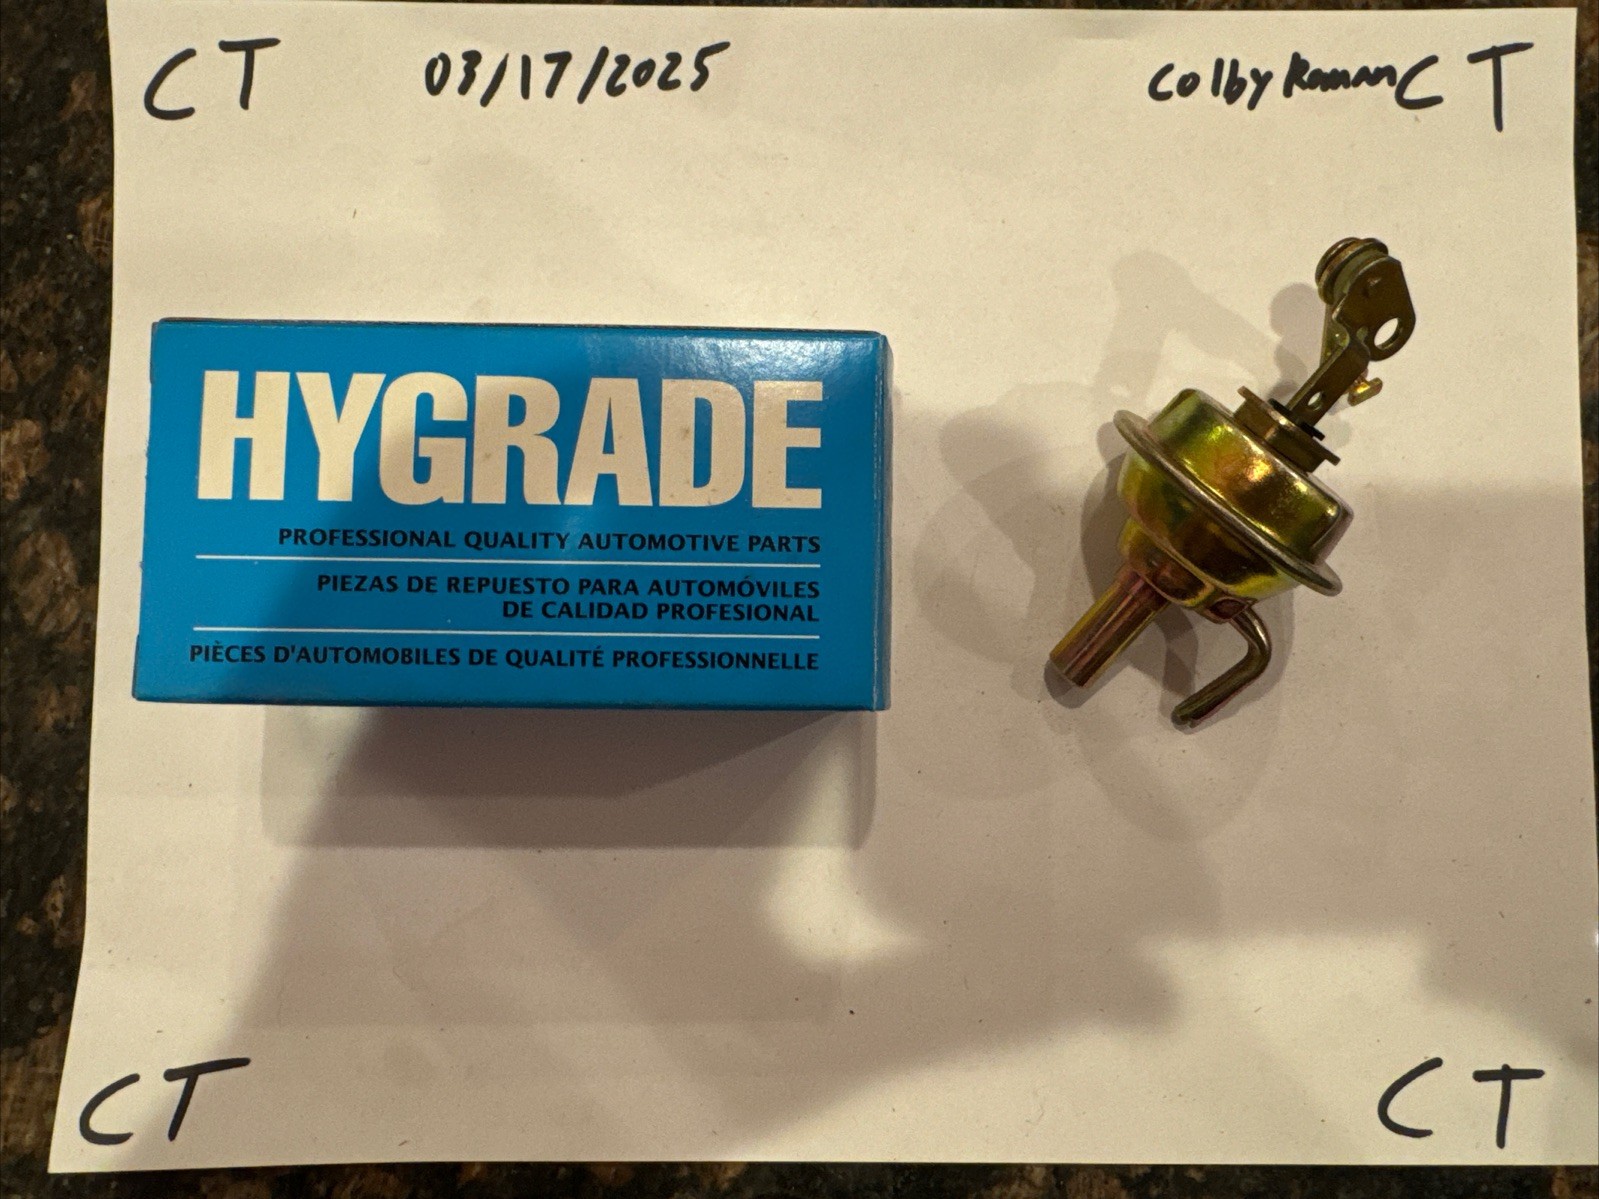 CT 03/17/2025 Colby Roman CT
HYGRADE
PROFESSIONAL QUALITY AUTOMOTIVE PARTS
PIEZAS DE REPUESTO PARA AUTOMÓVILES
DE CALIDAD PROFESIONAL
PIÈCES D'AUTOMOBILES DE QUALITÉ PROFESSIONNELLE
CT CT